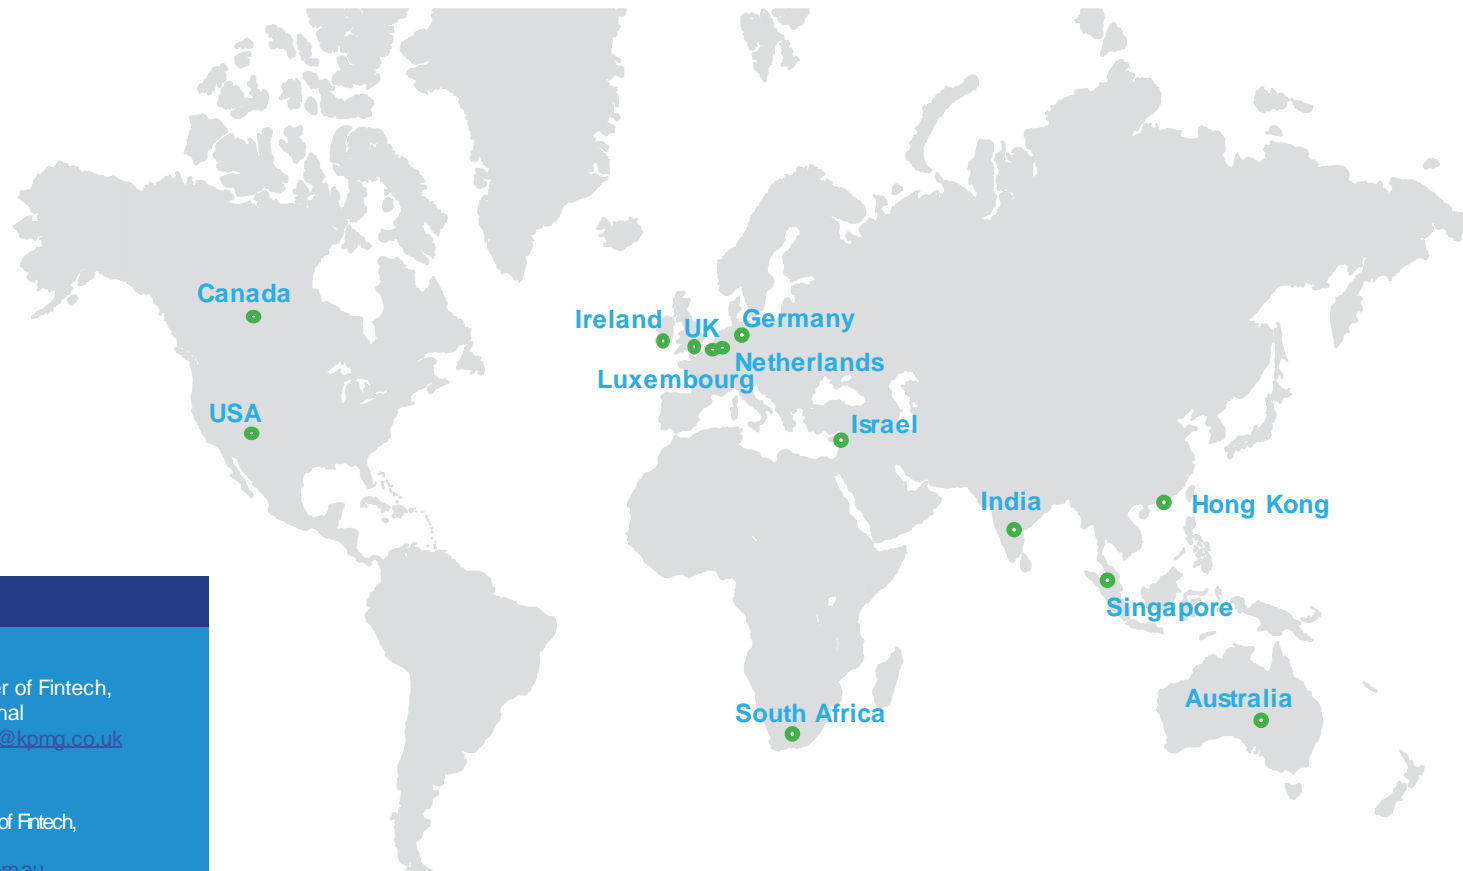 Canada
Ireland
UK
Germany
Netherlands
Luxembourg
USA
Israel
India
Hong Kong
Singapore
South Africa
Australia
of Fintech,
@kpmg.co.uk
of Fintech,